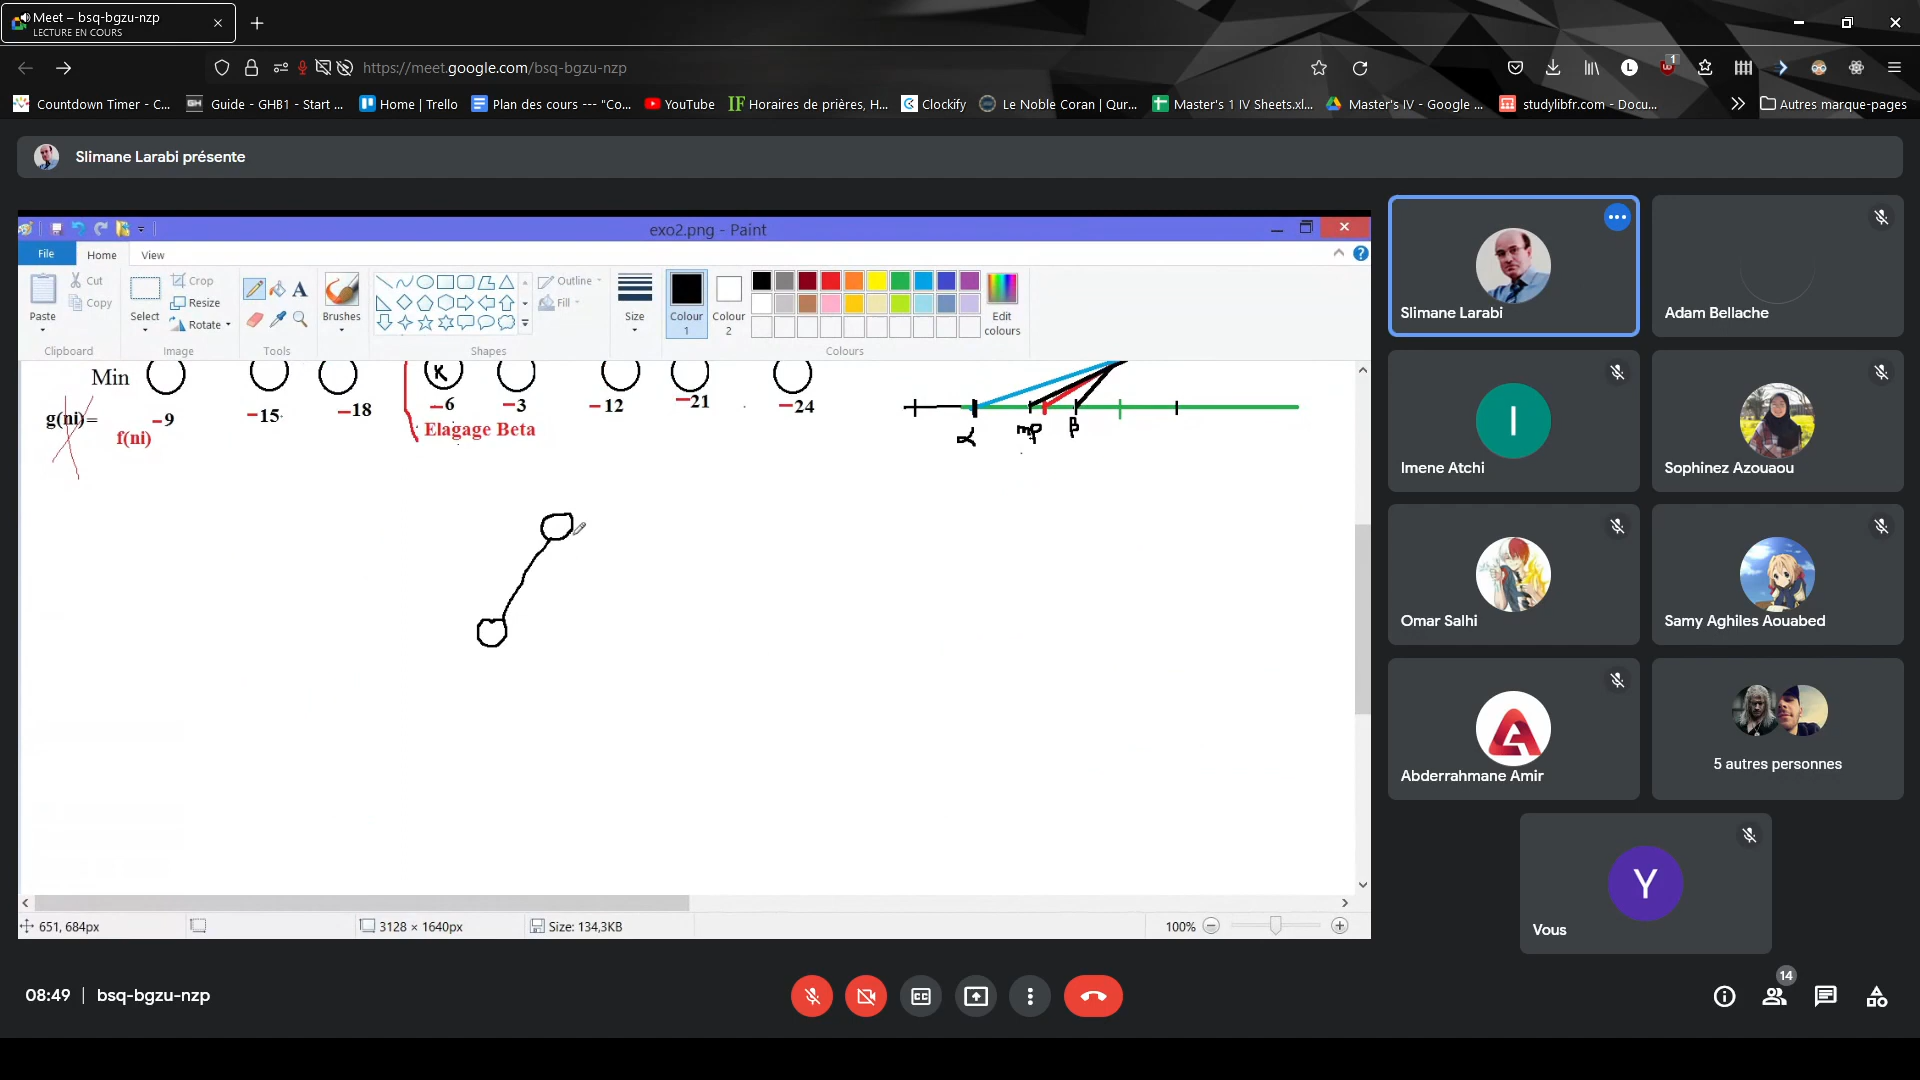 Meet – bsq-bgzu-nzp
LECTURE EN COURS
https://meet.google.com/bsq-bgzu-nzp
L
1
Countdown Timer - C...
GH
Guide - GHB1 - Start ...
Home | Trello
Plan des cours --- "Co...
YouTube
IF
Horaires de prières, H...
Clockify
Le Noble Coran | Qur...
Master's 1 IV Sheets.xl...
Master's IV - Google ...
studylibfr.com - Docu...
Autres marque-pages
Slimane Larabi présente
exo2.png - Paint
File
Home
View
Paste
Cut
Copy
Clipboard
Select
Crop
Resize
Rotate
Image
A
Tools
Brushes
Outline
Fill
Shapes
Size
Colour
1
Colour
2
Edit
colours
Colours
Min
K
g(ni)=
-9
-15
-18
-6
-3
-12
-21
-24
f(ni)
Elagage Beta
α
mp
β
651, 684px
3128 × 1640px
Size: 134,3KB
100%
Slimane Larabi
Adam Bellache
I
Imene Atchi
Sophinez Azouaou
Omar Salhi
Samy Aghiles Aouabed
Abderrahmane Amir
5 autres personnes
Y
Vous
08:49 | bsq-bgzu-nzp
14